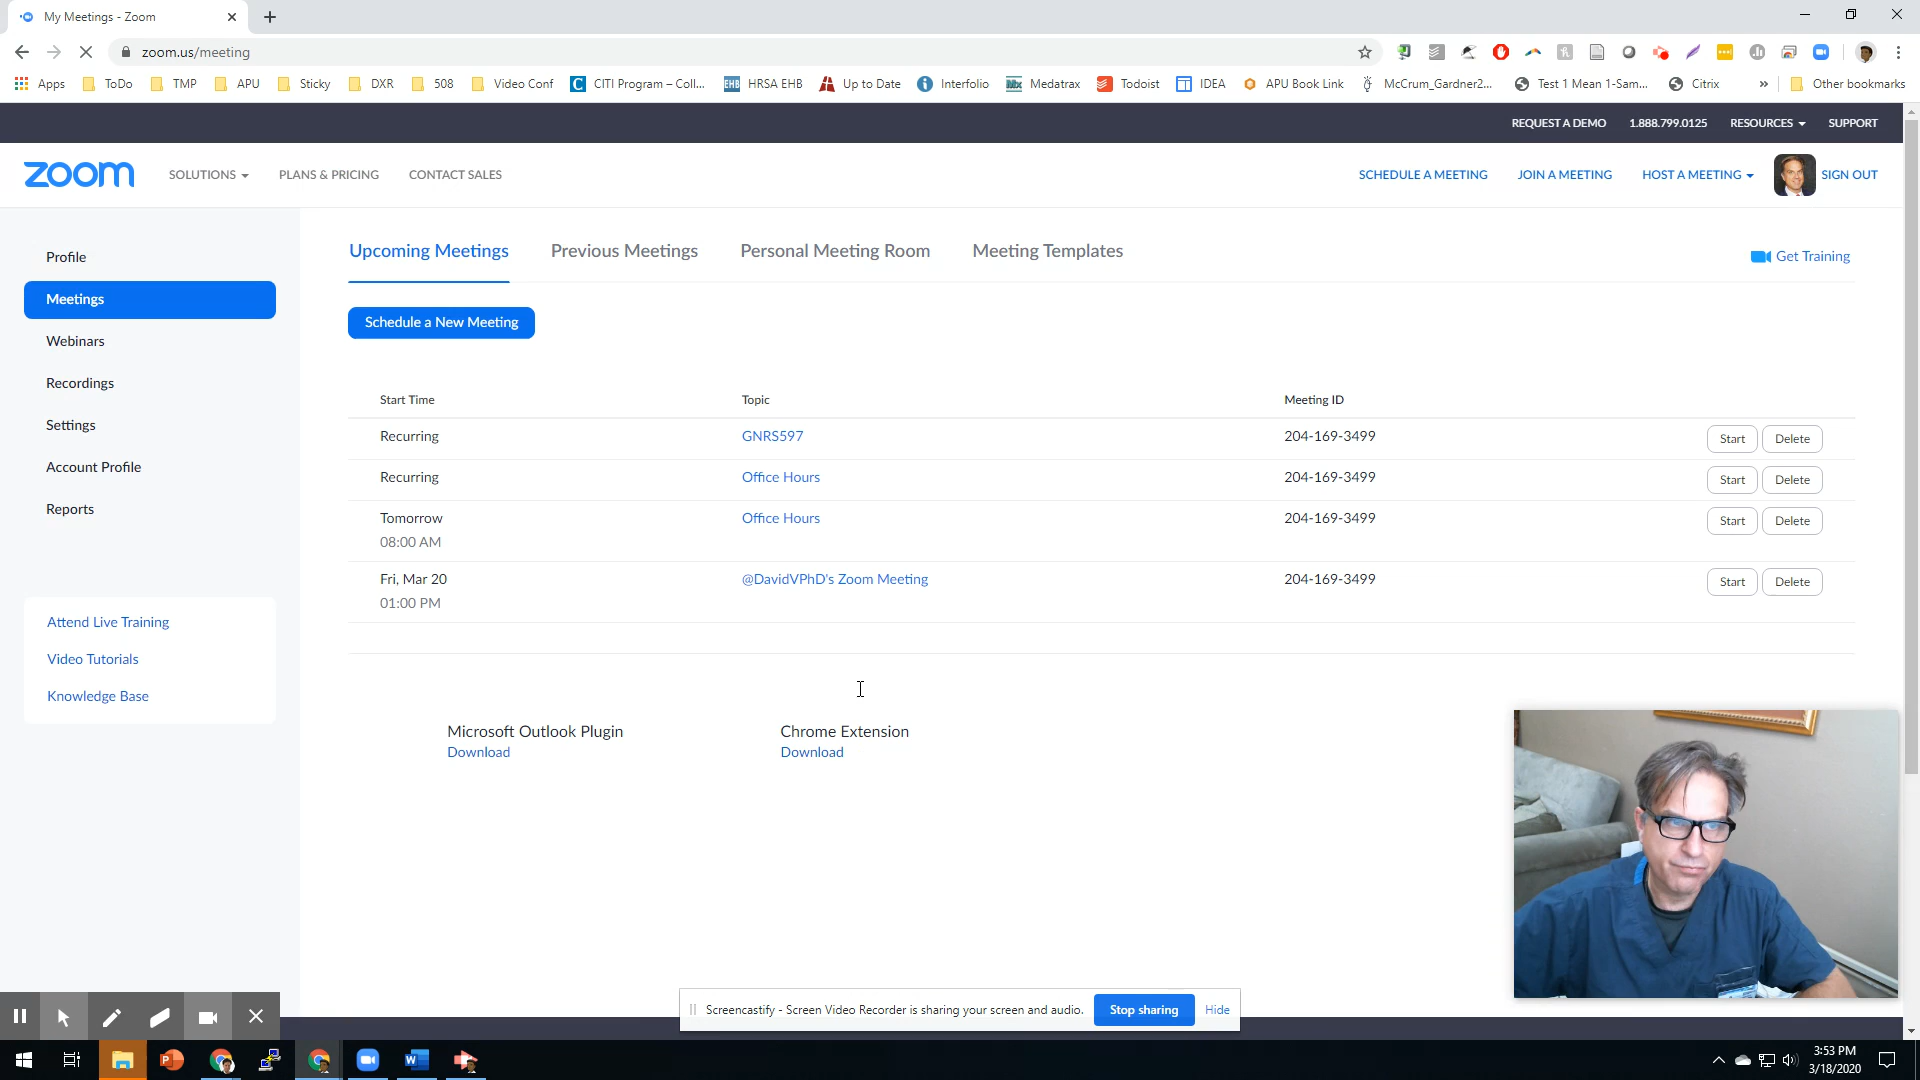 My Meetings - Zoom
zoom.us/meeting
Apps ToDo TMP APU Sticky DXR 508 Video Conf CITI Program – Coll... EHB HRSA EHB Up to Date Interfolio Mtx Medatrax Todoist IDEA APU Book Link McCrum_Gardner2... Test 1 Mean 1-Sam... Citrix » Other bookmarks
REQUEST A DEMO 1.888.799.0125 RESOURCES SUPPORT
zoom SOLUTIONS PLANS & PRICING CONTACT SALES SCHEDULE A MEETING JOIN A MEETING HOST A MEETING SIGN OUT
Profile
Meetings
Webinars
Recordings
Settings
Account Profile
Reports
Attend Live Training
Video Tutorials
Knowledge Base
Upcoming Meetings Previous Meetings Personal Meeting Room Meeting Templates
Get Training
Schedule a New Meeting
Start Time Topic Meeting ID
Recurring GNRS597 204-169-3499 Start Delete
Recurring Office Hours 204-169-3499 Start Delete
Tomorrow Office Hours 204-169-3499 Start Delete
08:00 AM
Fri, Mar 20 @DavidVPhD's Zoom Meeting 204-169-3499 Start Delete
01:00 PM
Microsoft Outlook Plugin Chrome Extension
Download Download
Screencastify - Screen Video Recorder is sharing your screen and audio. Stop sharing Hide
3:53 PM
3/18/2020